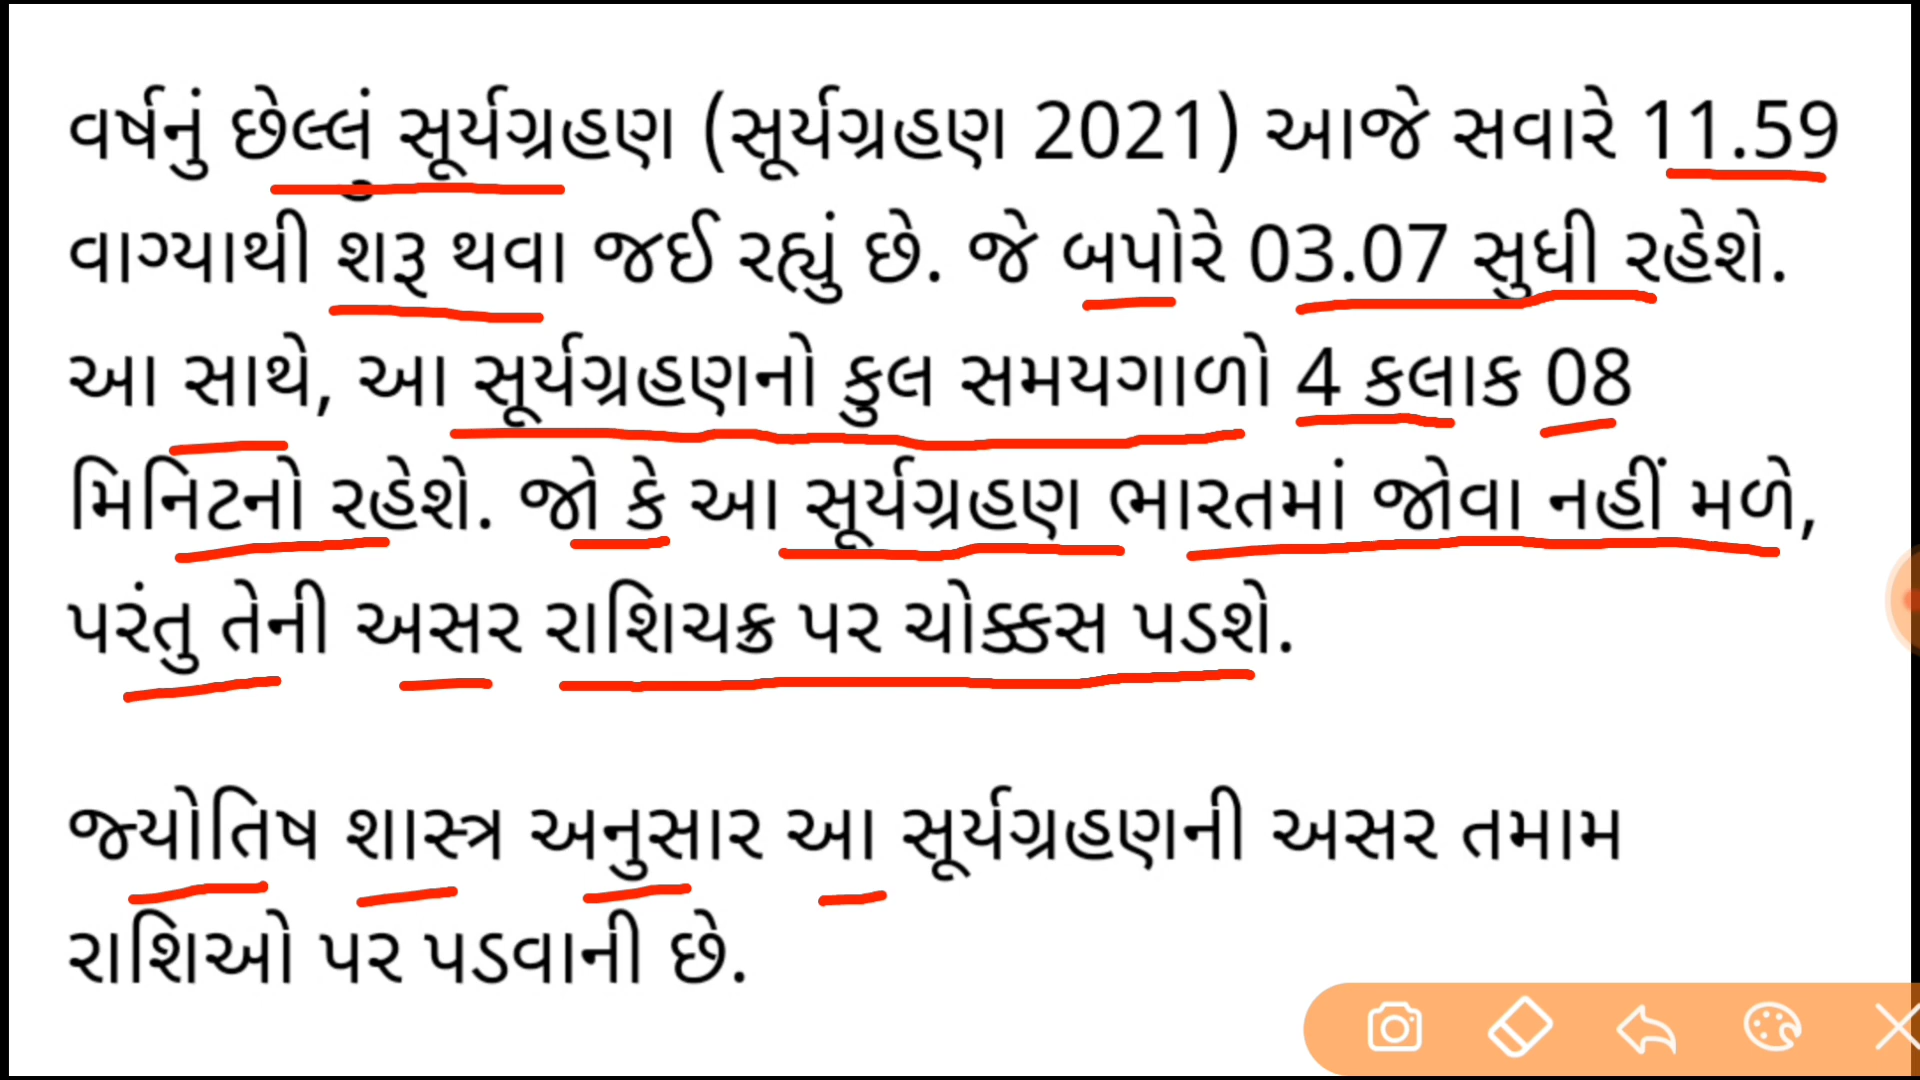 વર્ષનું છેલ્લું સૂર્યગ્રહણ (સૂર્યગ્રહણ 2021) આજે સવારે 11.59
વાગ્યાથી શરૂ થવા જઈ રહ્યું છે. જે બપોરે 03.07 સુધી રહેશે.
આ સાથે, આ સૂર્યગ્રહણનો કુલ સમયગાળો 4 કલાક 08
મિનિટનો રહેશે. જો કે આ સૂર્યગ્રહણ ભારતમાં જોવા નહીં મળે,
પરંતુ તેની અસર રાશિચક્ર પર ચોક્કસ પડશે.
જ્યોતિષ શાસ્ત્ર અનુસાર આ સૂર્યગ્રહણની અસર તમામ
રાશિઓ પર પડવાની છે.